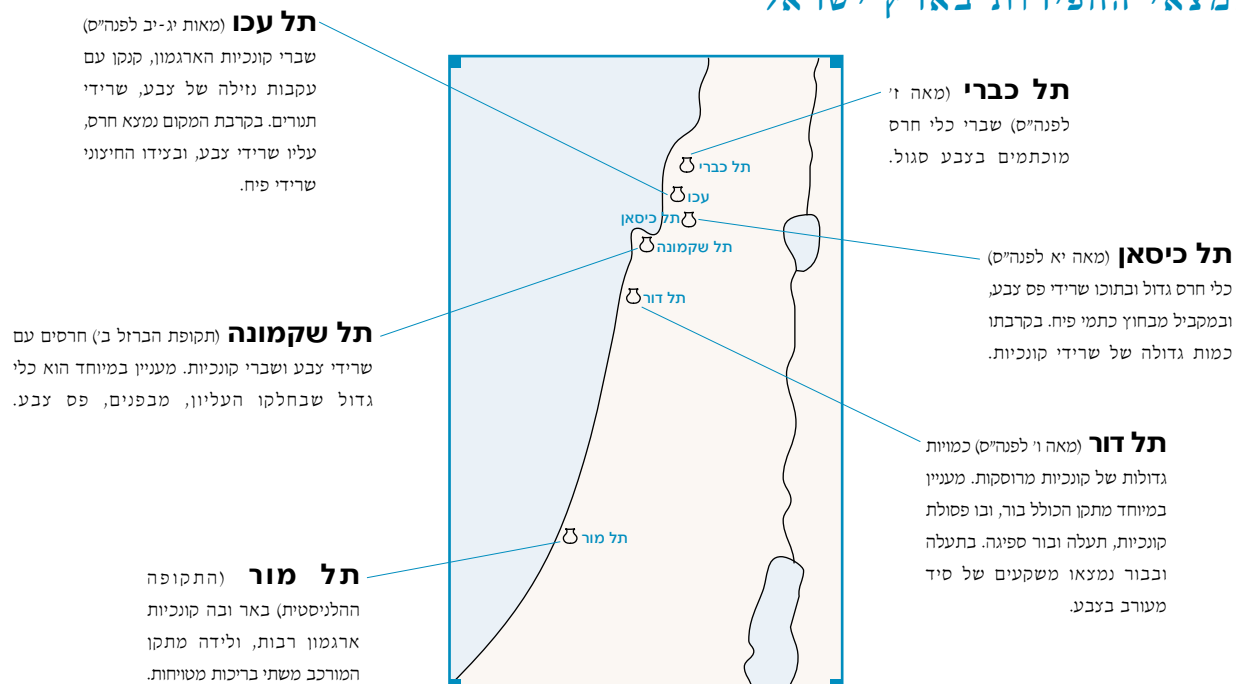 מצאי החפירות בארץ ישראל
תל עכו (מאות יג-יב לפנה״ס)
שברי קונכיות הארגמון, קנקן עם
עקבות נזילה של צבע, שרידי
תנורים. בקרבת המקום נמצא חרס,
עליו שרידי צבע, ובצידו החיצוני
שרידי פיח.
תל כברי (מאה ז׳
לפנה״ס) שברי כלי חרס
מוכתמים בצבע סגול.
תל כיסאן (מאה יא לפנה״ס)
כלי חרס גדול ובתוכו שרידי פס צבע,
ובמקביל מבחוץ כתמי פיח. בקרבתו
כמות גדולה של שרידי קונכיות.
תל שקמונה (תקופת הברזל ב׳) חרסים עם
שרידי צבע ושברי קונכיות. מעניין במיוחד הוא כלי
גדול שבחלקו העליון, מבפנים, פס צבע.
תל דור (מאה ו׳ לפנה״ס) כמויות
גדולות של קונכיות מרוסקות. מעניין
במיוחד מתקן הכולל בור, ובו פסולת
קונכיות, תעלה ובור ספיגה. בתעלה
ובבור נמצאו משקעים של סיד
מעורב בצבע.
תל מור (התקופה
ההלניסטית) באר ובה קונכיות
ארגמון רבות, ולידה מתקן
המורכב משתי בריכות מטויחות.
תל כברי
עכו
תל כיסאן
תל שקמונה
תל דור
תל מור